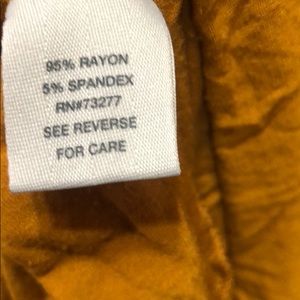 95% RAYON
5% SPANDEX
RN#73277
SEE REVERSE
FOR CARE